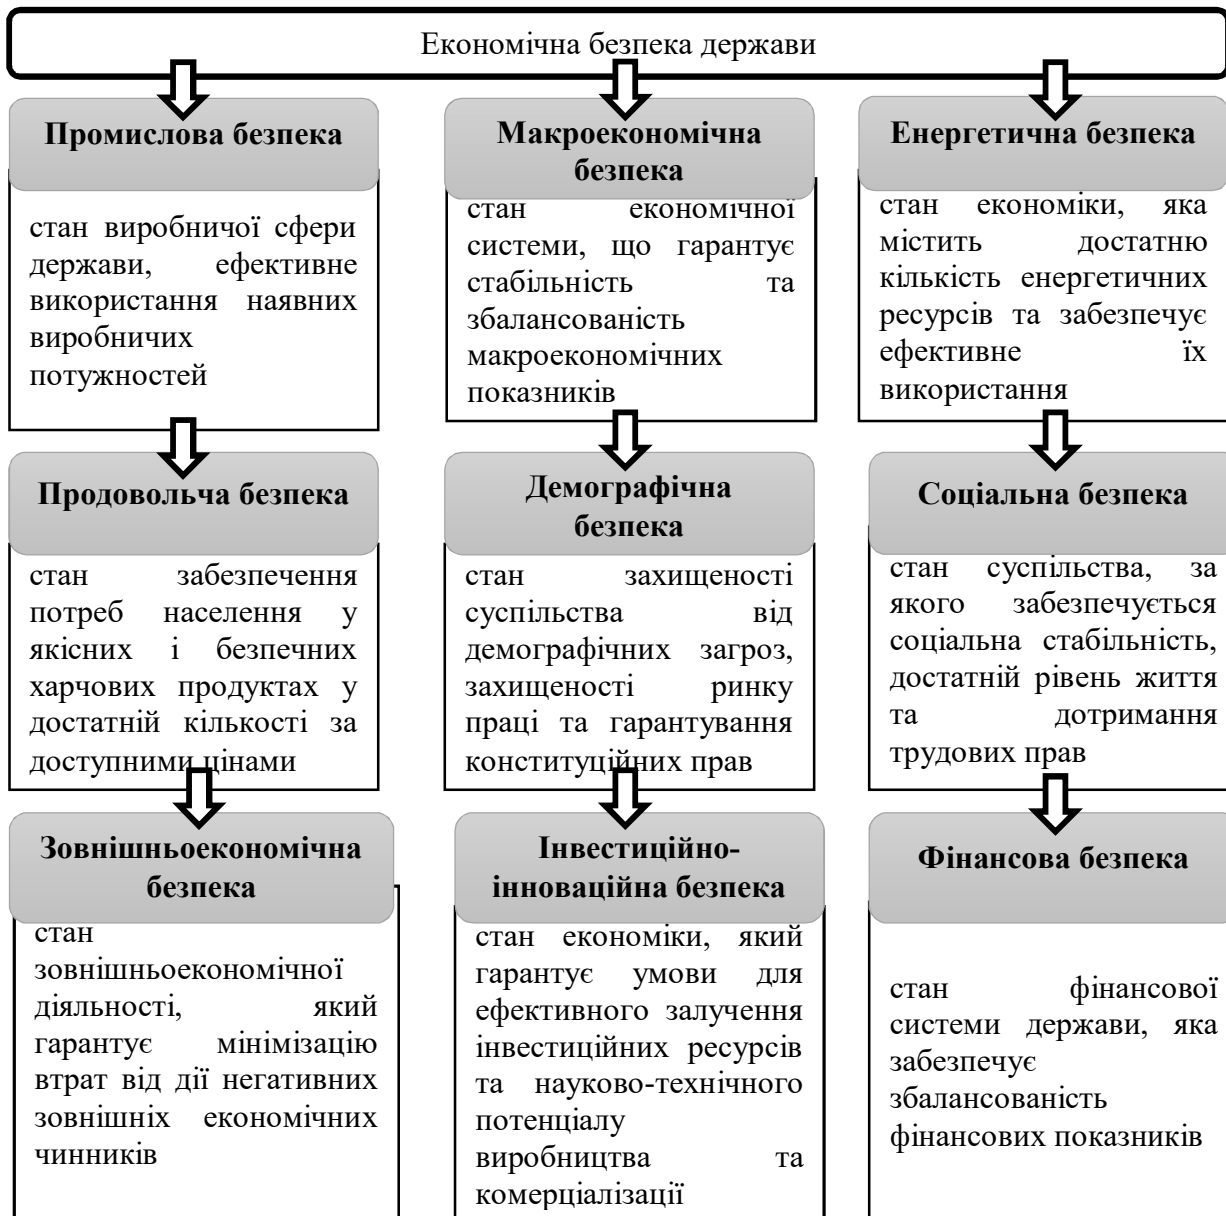 Економічна безпека держави
Промислова безпека
стан виробничої сфери
держави, ефективне
використання наявних
виробничих
потужностей
Макроекономічна
безпека
стан економічної
системи, що гарантує
стабільність та
збалансованість
макроекономічних
показників
Енергетична безпека
стан економіки, яка
містить достатню
кількість енергетичних
ресурсів та забезпечує
ефективне їх
використання
Продовольча безпека
стан забезпечення
потреб населення у
якісних і безпечних
харчових продуктах у
достатній кількості за
доступними цінами
Демографічна
безпека
стан захищеності
суспільства від
демографічних загроз,
захищеності ринку
праці та гарантування
конституційних прав
Соціальна безпека
стан суспільства, за
якого забезпечується
соціальна стабільність,
достатній рівень життя
та дотримання
трудових прав
Зовнішньоекономічна
безпека
стан
зовнішньоекономічної
діяльності, який
гарантує мінімізацію
втрат від дії негативних
зовнішніх економічних
чинників
Інвестиційно-
інноваційна безпека
стан економіки, який
гарантує умови для
ефективного залучення
інвестиційних ресурсів
та науково-технічного
потенціалу
виробництва та
комерціалізації
Фінансова безпека
стан фінансової
системи держави, яка
забезпечує
збалансованість
фінансових показників